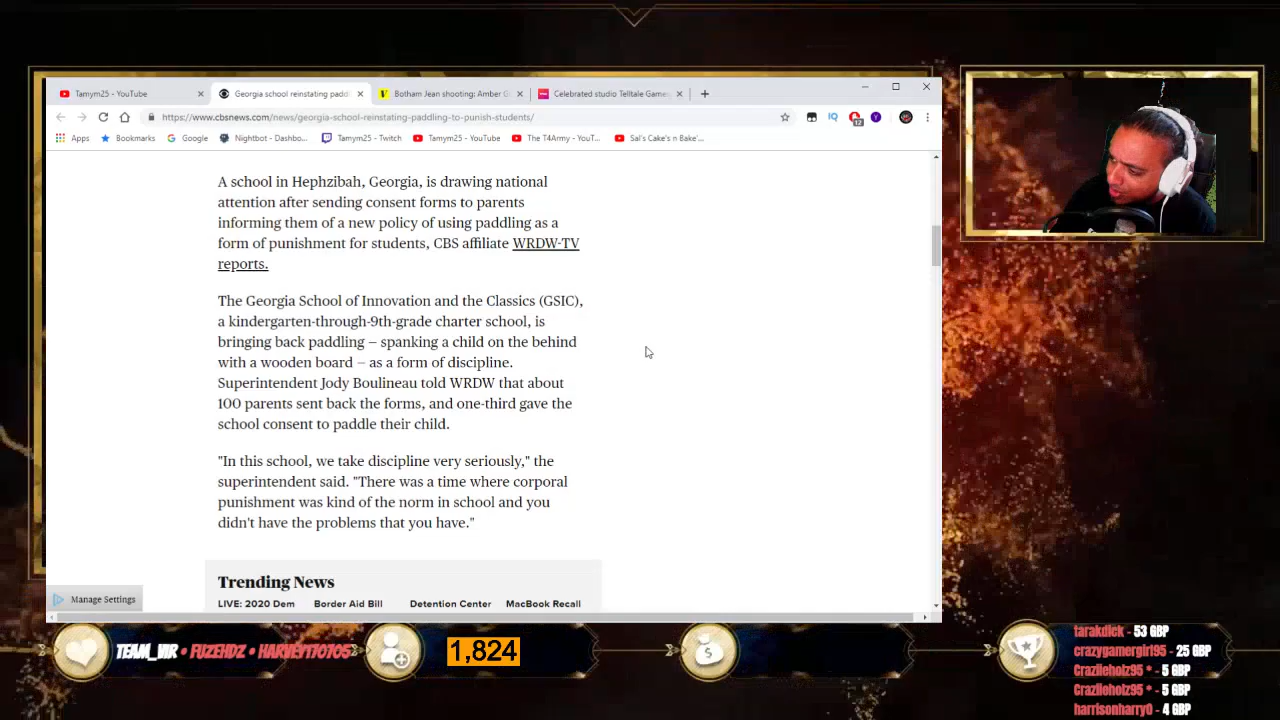 Tamym25 - YouTube
Georgia school reinstating paddl
Botham Jean shooting: Amber G
Celebrated studio Telltale Games
https://www.cbsnews.com/news/georgia-school-reinstating-paddling-to-punish-students/
12
Apps
Bookmarks
Google
Nightbot - Dashbo...
Tamym25 - Twitch
Tamym25 - YouTube
The T4Army - YouT...
Sal's Cake's n Bake'...
A school in Hephzibah, Georgia, is drawing national
attention after sending consent forms to parents
informing them of a new policy of using paddling as a
form of punishment for students, CBS affiliate WRDW-TV
reports.
The Georgia School of Innovation and the Classics (GSIC),
a kindergarten-through-9th-grade charter school, is
bringing back paddling — spanking a child on the behind
with a wooden board — as a form of discipline.
Superintendent Jody Boulineau told WRDW that about
100 parents sent back the forms, and one-third gave the
school consent to paddle their child.
"In this school, we take discipline very seriously," the
superintendent said. "There was a time where corporal
punishment was kind of the norm in school and you
didn't have the problems that you have."
Trending News
LIVE: 2020 Dem
Border Aid Bill
Detention Center
MacBook Recall
Manage Settings
TEAM_V1R • FUZEHDZ • HARVEY170705
1,824
tarakdick - 53 GBP
crazygamergirl95 - 25 GBP
Crazlieholz95 * - 5 GBP
Crazlieholz95 * - 5 GBP
harrisonharry0 - 4 GBP